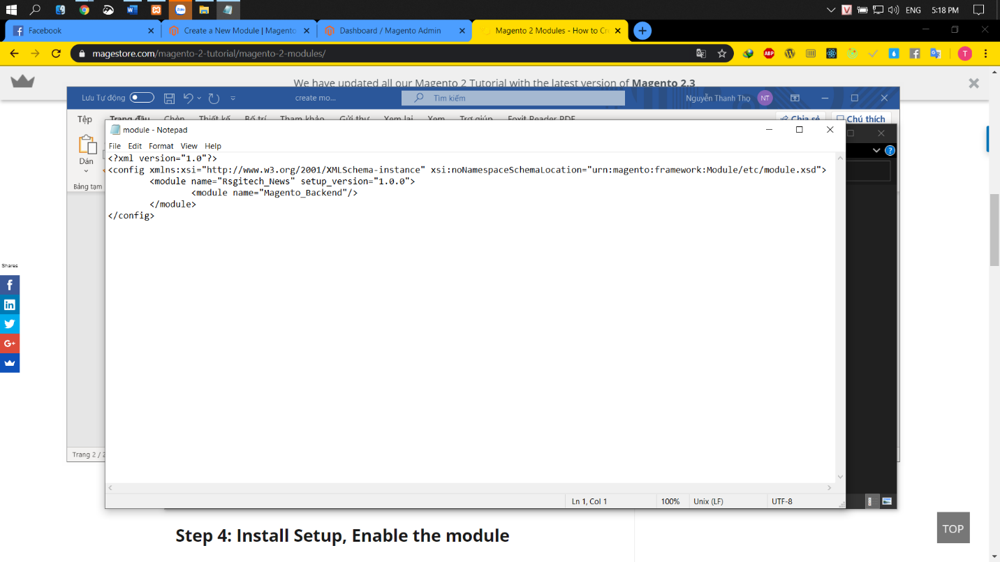 ENG
5:18 PM
Facebook
Create a New Module | Magento
Dashboard / Magento Admin
Magento 2 Modules - How to Cr
magestore.com/magento-2-tutorial/magento-2-modules/
ABP
T
We have updated all our Magento 2 Tutorial with the latest version of Magento 2.3
Lưu Tự động
create mo...
Tìm kiếm
Nguyễn Thanh Thọ
NT
Tệp Trang đầu Chèn Thiết kế Bố trí Tham khảo Gửi thư Xem lại Xem Trợ giúp Foxit Reader PDF
Chia sẻ
Chú thích
Dán
Bảng tạm
module - Notepad
File Edit Format View Help
<?xml version="1.0"?>
<config xmlns:xsi="http://www.w3.org/2001/XMLSchema-instance" xsi:noNamespaceSchemaLocation="urn:magento:framework:Module/etc/module.xsd">
<module name="Rsgitech_News" setup_version="1.0.0">
<module name="Magento_Backend"/>
</module>
</config>
Shares
Trang 2 / 2
Ln 1, Col 1
100%
Unix (LF)
UTF-8
Step 4: Install Setup, Enable the module
TOP